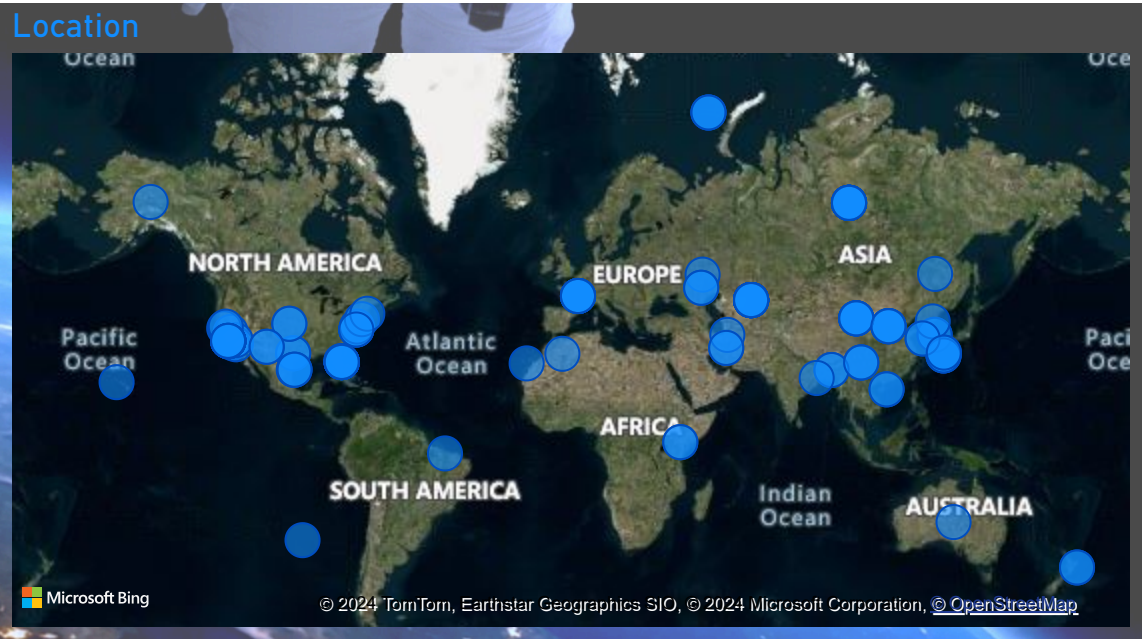 Location
Ocean
Oce
NORTH AMERICA
ASIA
EUROPE
Pacific
Ocean
Atlantic
Ocean
Paci
Oce
AFRICA
SOUTH AMERICA
Indian
Ocean
AUSTRALIA
Microsoft Bing
© 2024 TomTom, Earthstar Geographics SIO, © 2024 Microsoft Corporation, © OpenStreetMap